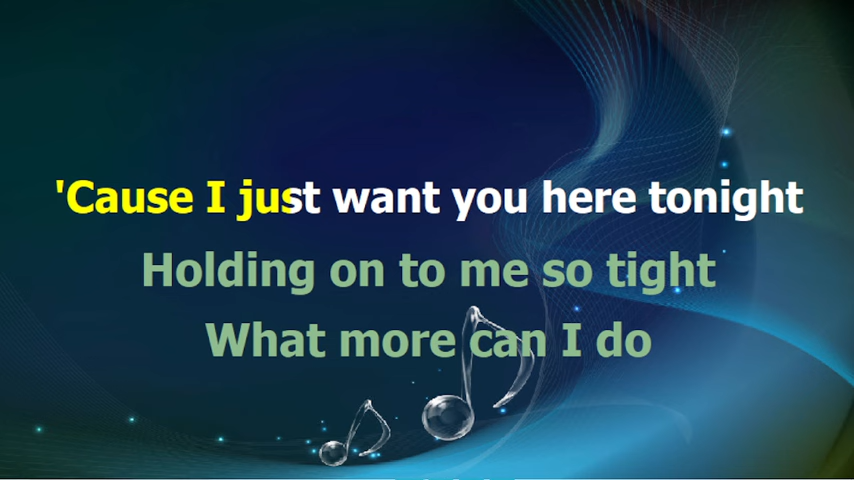 'Cause I just want you here tonight
Holding on to me so tight
What more can I do